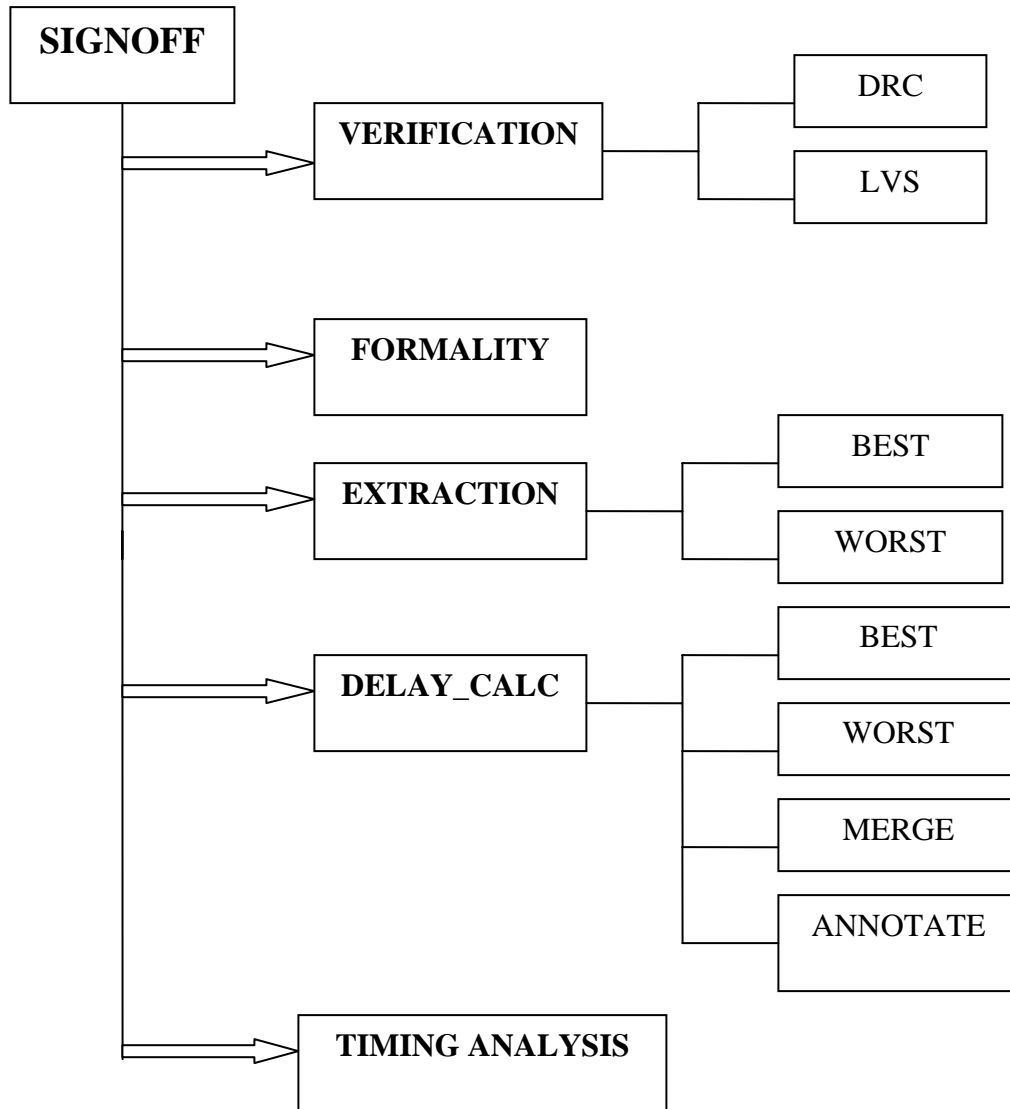 SIGNOFF
VERIFICATION
DRC
LVS
FORMALITY
EXTRACTION
BEST
WORST
DELAY_CALC
BEST
WORST
MERGE
ANNOTATE
TIMING ANALYSIS